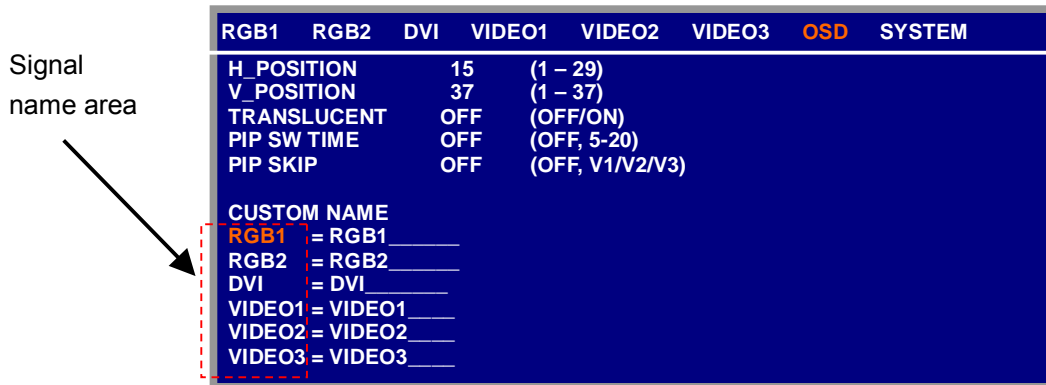 RGB1 RGB2 DVI VIDEO1 VIDEO2 VIDEO3 OSD SYSTEM
Signal
name area
H_POSITION 15 (1 – 29)
V_POSITION 37 (1 – 37)
TRANSLUCENT OFF (OFF/ON)
PIP SW TIME OFF (OFF, 5-20)
PIP SKIP OFF (OFF, V1/V2/V3)
CUSTOM NAME
RGB1 = RGB1______
RGB2 = RGB2______
DVI = DVI_______
VIDEO1 = VIDEO1____
VIDEO2 = VIDEO2____
VIDEO3 = VIDEO3____